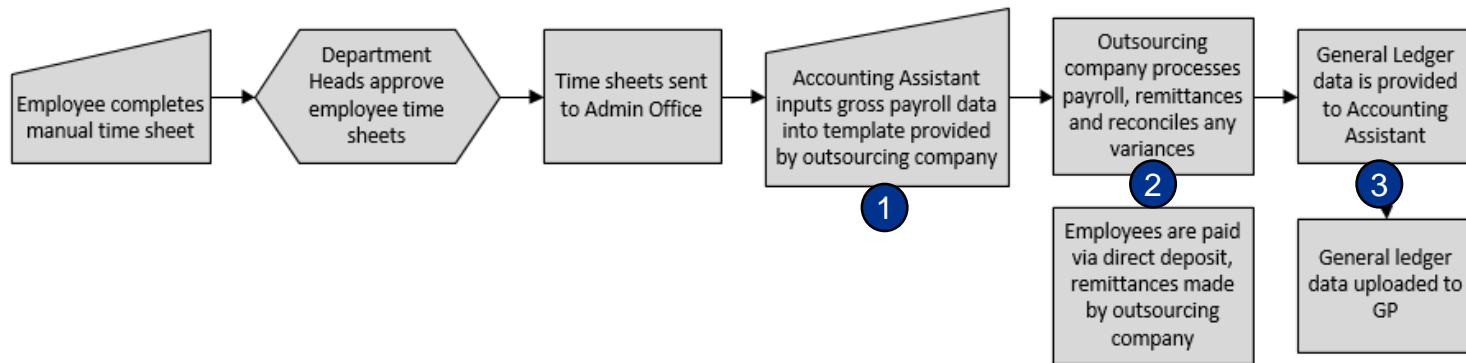 Employee completes
manual time sheet
Department
Heads approve
employee time
sheets
Time sheets sent
to Admin Office
Accounting Assistant
inputs gross payroll data
into template provided
by outsourcing company
1
Outsourcing
company processes
payroll, remittances
and reconciles any
variances
2
Employees are paid
via direct deposit,
remittances made
by outsourcing
company
General Ledger
data is provided
to Accounting
Assistant
3
General ledger
data uploaded to
GP